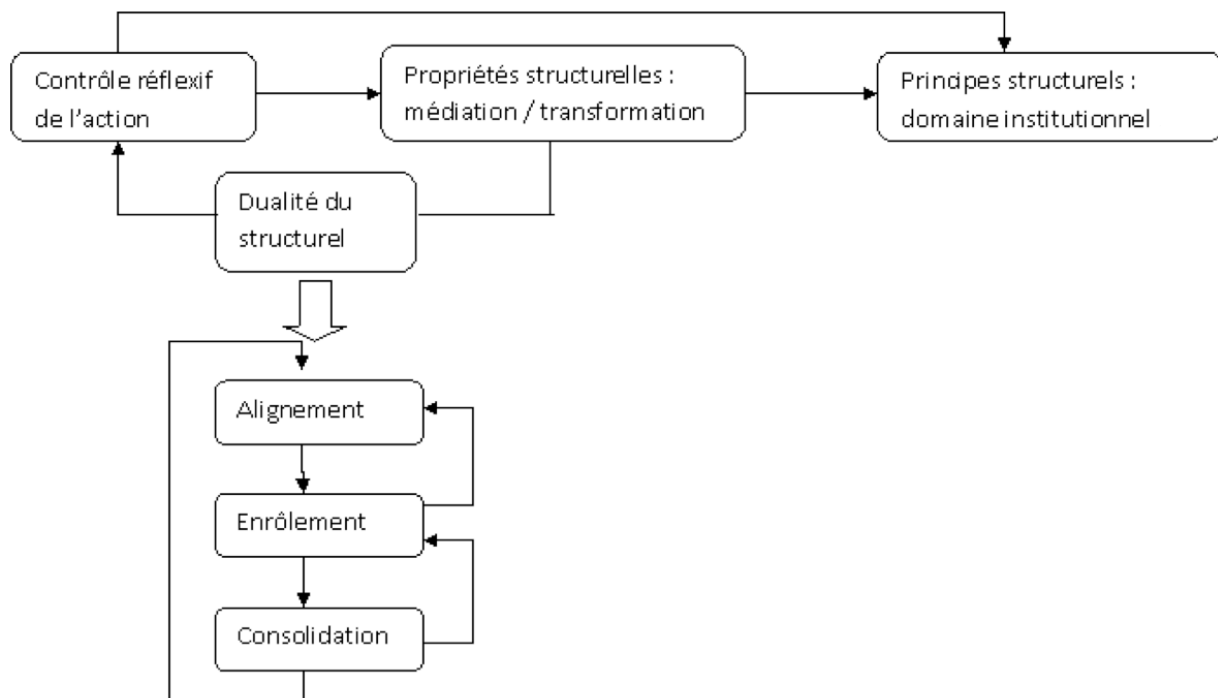 Contrôle réflexif
de l'action
Propriétés structurelles :
médiation / transformation
Principes structurels :
domaine institutionnel
Dualité du
structurel
Alignement
Enrôlement
Consolidation